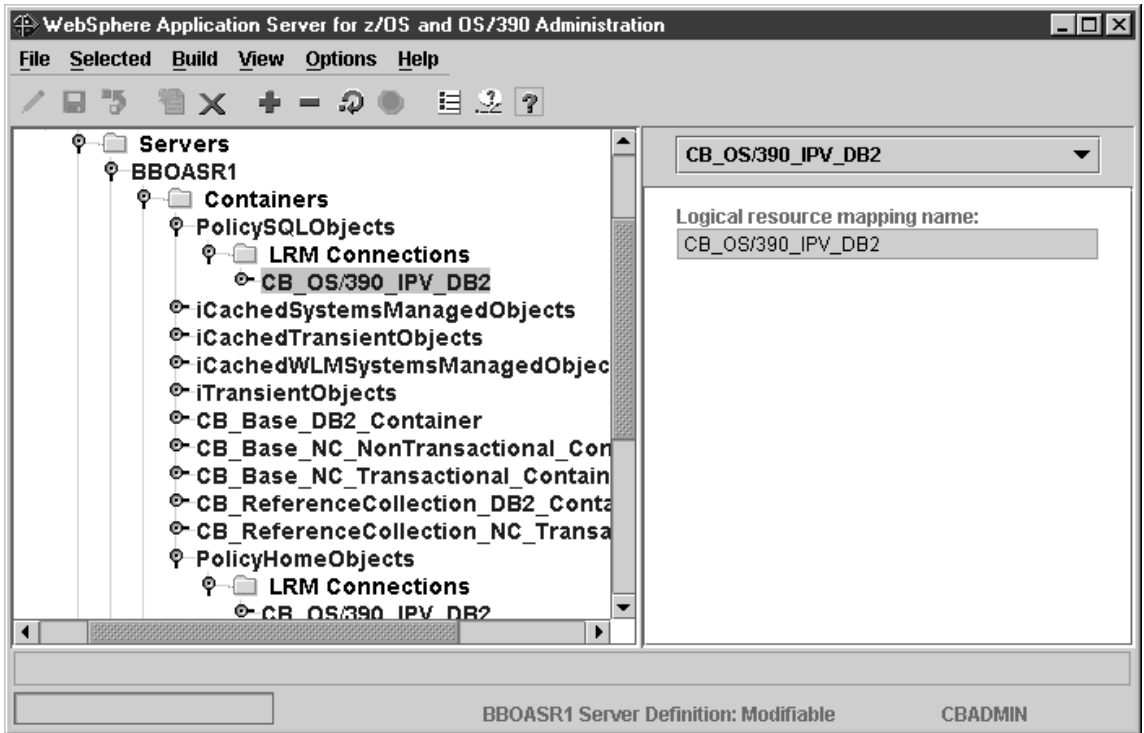 WebSphere Application Server for z/OS and OS/390 Administration
File Selected Build View Options Help
Servers
BBOASR1
Containers
PolicySQLObjects
LRM Connections
CB_OS/390_IPV_DB2
iCachedSystemsManagedObjects
iCachedTransientObjects
iCachedWLMSystemsManagedObjec
iTransientObjects
CB_Base_DB2_Container
CB_Base_NC_NonTransactional_Con
CB_Base_NC_Transactional_Contain
CB_ReferenceCollection_DB2_Conta
CB_ReferenceCollection_NC_Transa
PolicyHomeObjects
LRM Connections
CB_OS/390_IPV_DB2
CB_OS/390_IPV_DB2
Logical resource mapping name:
CB_OS/390_IPV_DB2
BBOASR1 Server Definition: Modifiable CBADMIN